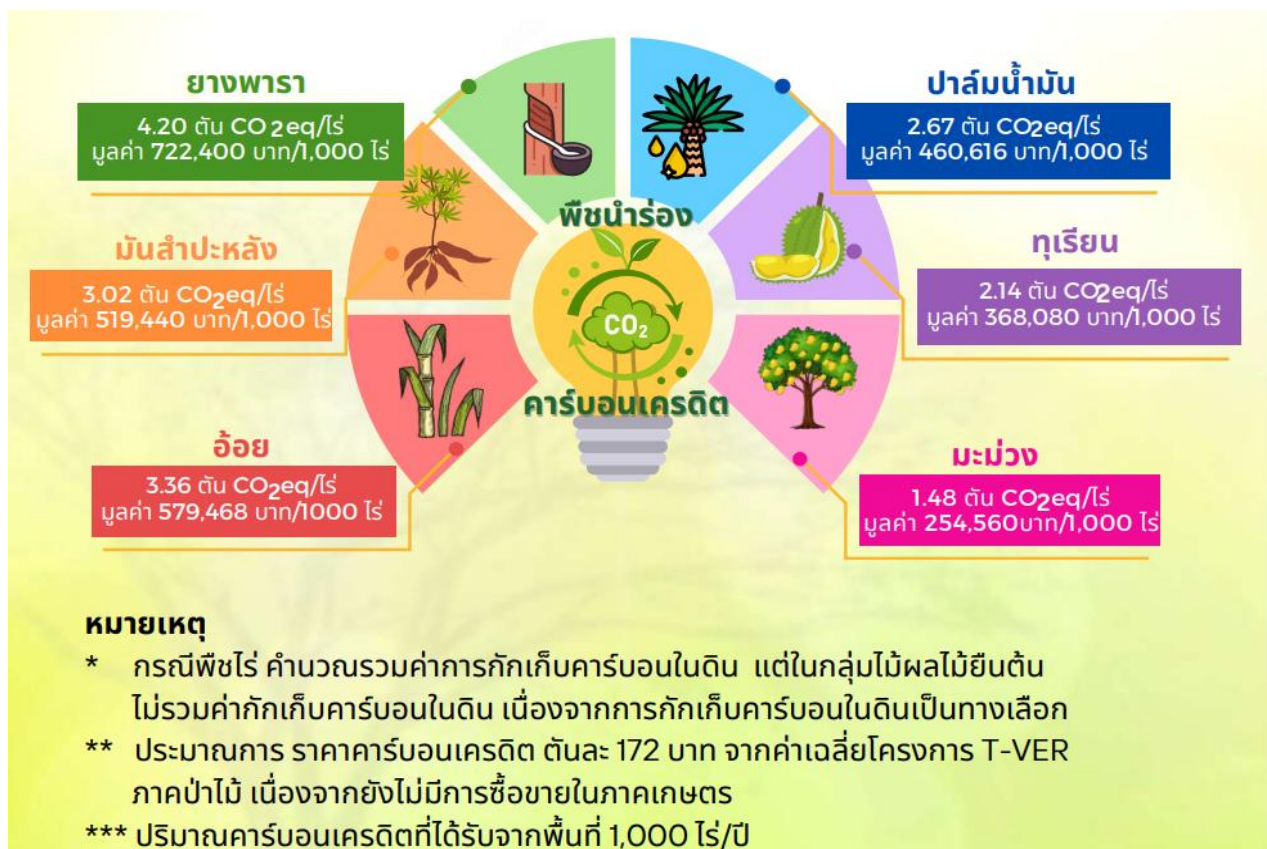 ยางพารา
4.20 ตัน CO2eq/ไร่
มูลค่า 722,400 บาท/1,000 ไร่
ปาล์มน้ำมัน
2.67 ตัน CO2eq/ไร่
มูลค่า 460,616 บาท/1,000 ไร่
มันสำปะหลัง
3.02 ตัน CO2eq/ไร่
มูลค่า 519,440 บาท/1,000 ไร่
ทุเรียน
2.14 ตัน CO2eq/ไร่
มูลค่า 368,080 บาท/1,000 ไร่
พืชนำร่อง
CO2
คาร์บอนเครดิต
อ้อย
3.36 ตัน CO2eq/ไร่
มูลค่า 579,468 บาท/1000 ไร่
มะม่วง
1.48 ตัน CO2eq/ไร่
มูลค่า 254,560บาท/1,000 ไร่
หมายเหตุ
* กรณีพืชไร่ คำนวณรวมค่าการกักเก็บคาร์บอนในดิน แต่ในกลุ่มไม้ผลไม้ยืนต้น
ไม่รวมค่ากักเก็บคาร์บอนในดิน เนื่องจากการกักเก็บคาร์บอนในดินเป็นทางเลือก
** ประมาณการ ราคาคาร์บอนเครดิต ตันละ 172 บาท จากค่าเฉลี่ยโครงการ T-VER
ภาคป่าไม้ เนื่องจากยังไม่มีการซื้อขายในภาคเกษตร
*** ปริมาณคาร์บอนเครดิตที่ได้รับจากพื้นที่ 1,000 ไร่/ปี